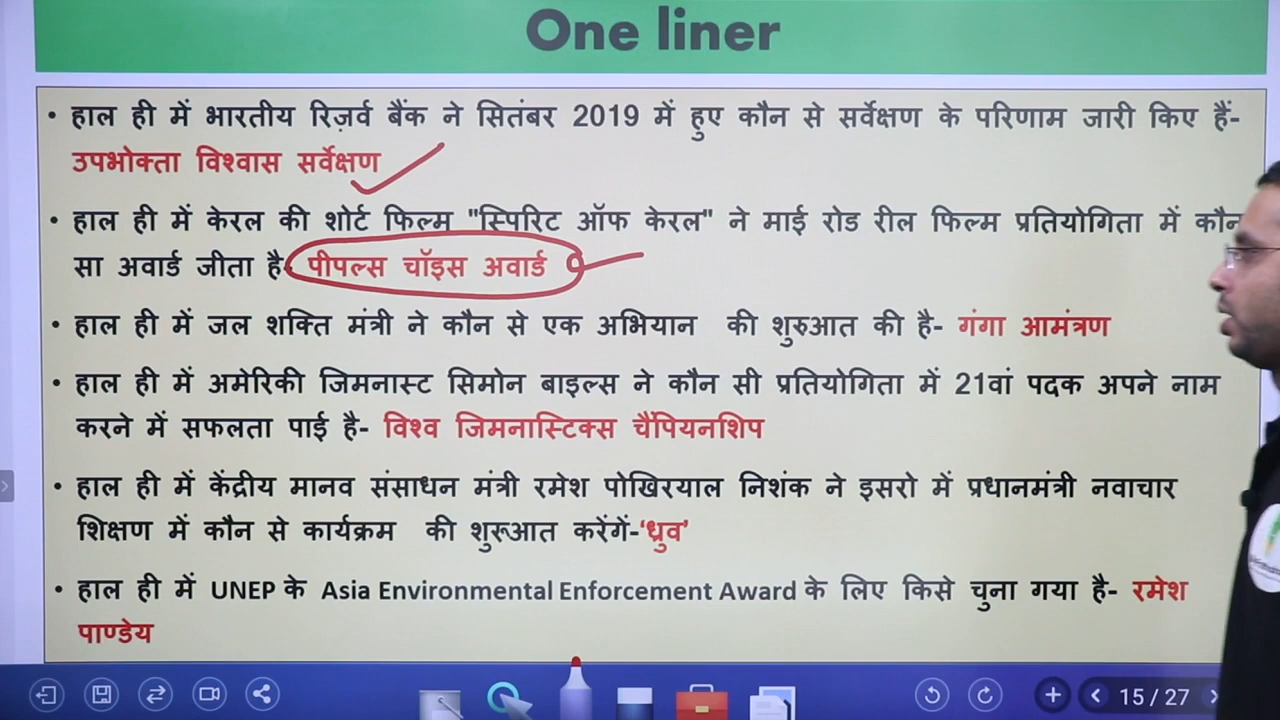 One liner
• हाल ही में भारतीय रिज़र्व बैंक ने सितंबर 2019 में हुए कौन से सर्वेक्षण के परिणाम जारी किए हैं-
उपभोक्ता विश्वास सर्वेक्षण
• हाल ही में केरल की शोर्ट फिल्म "स्पिरिट ऑफ केरल" ने माई रोड रील फिल्म प्रतियोगिता में कौन
सा अवार्ड जीता है- पीपल्स चॉइस अवार्ड
• हाल ही में जल शक्ति मंत्री ने कौन से एक अभियान की शुरुआत की है- गंगा आमंत्रण
• हाल ही में अमेरिकी जिमनास्ट सिमोन बाइल्स ने कौन सी प्रतियोगिता में 21वां पदक अपने नाम
करने में सफलता पाई है- विश्व जिमनास्टिक्स चैंपियनशिप
• हाल ही में केंद्रीय मानव संसाधन मंत्री रमेश पोखिरयाल निशंक ने इसरो में प्रधानमंत्री नवाचार
शिक्षण में कौन से कार्यक्रम की शुरूआत करेंगें-‘ध्रुव’
• हाल ही में UNEP के Asia Environmental Enforcement Award के लिए किसे चुना गया है- रमेश
पाण्डेय
15 / 27